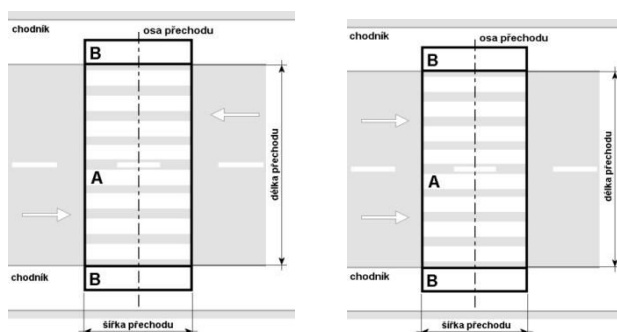 chodník
osa přechodu
B
A
délka přechodu
chodník
B
šířka přechodu
chodník
osa přechodu
B
A
délka přechodu
chodník
B
šířka přechodu